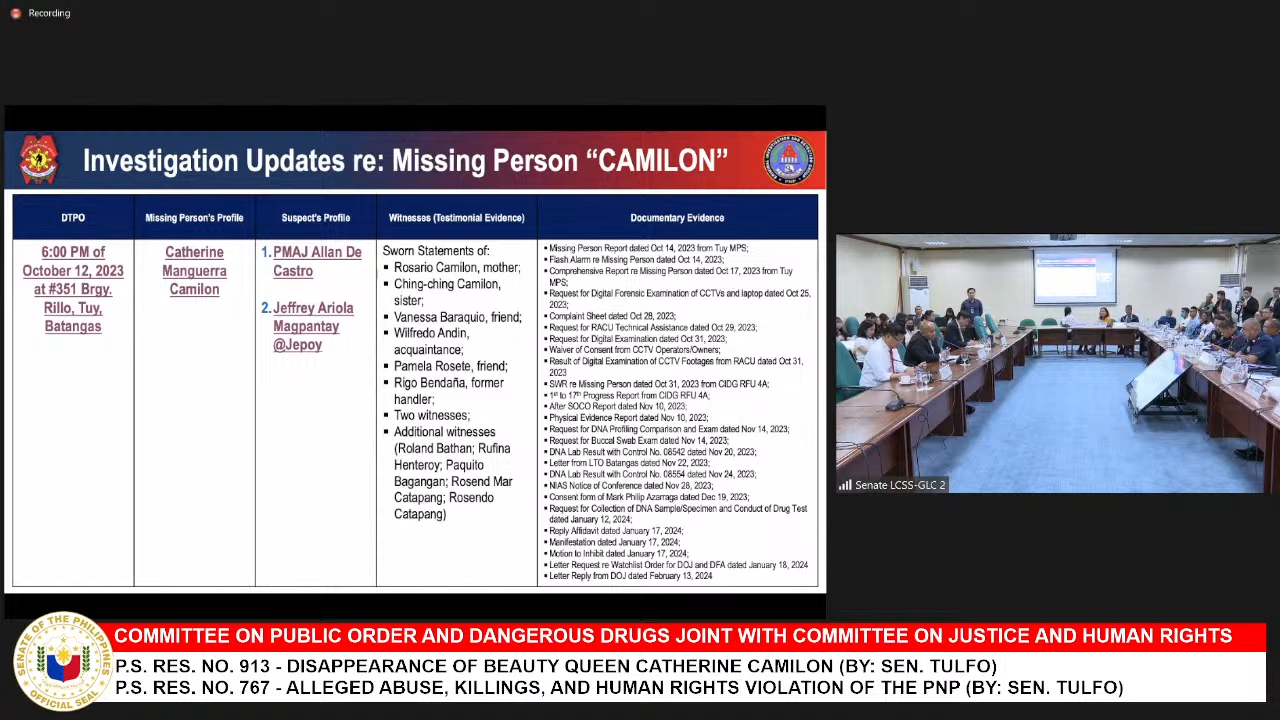 Recording
Investigation Updates re: Missing Person “CAMILON”
DTPO
Missing Person's Profile
Suspect's Profile
Witnesses (Testimonial Evidence)
Documentary Evidence
6:00 PM of
October 12, 2023
at #351 Brgy.
Rillo, Tuy,
Batangas
Catherine
Manguerra
Camilon
1. PMAJ Allan De
Castro
2. Jeffrey Ariola
Magpantay
@Jepoy
Sworn Statements of:
▪ Rosario Camilon, mother;
▪ Ching-ching Camilon,
sister;
▪ Vanessa Baraquio, friend;
▪ Wilfredo Andin,
acquaintance;
▪ Pamela Rosete, friend;
▪ Rigo Bendaña, former
handler;
▪ Two witnesses;
▪ Additional witnesses
(Roland Bathan; Rufina
Henteroy; Paquito
Bagangan; Rosend Mar
Catapang; Rosendo
Catapang)
▪ Missing Person Report dated Oct 14, 2023 from Tuy MPS;
▪ Flash Alarm re Missing Person dated Oct 14, 2023;
▪ Comprehensive Report re Missing Person dated Oct 17, 2023 from Tuy
MPS;
▪ Request for Digital Forensic Examination of CCTVs and laptop dated Oct 25,
2023;
▪ Complaint Sheet dated Oct 28, 2023;
▪ Request for RACU Technical Assistance dated Oct 29, 2023;
▪ Request for Digital Examination dated Oct 31, 2023;
▪ Waiver of Consent from CCTV Operators/Owners;
▪ Result of Digital Examination of CCTV Footages from RACU dated Oct 31,
2023
▪ SWR re Missing Person dated Oct 31, 2023 from CIDG RFU 4A;
▪ 1st to 17th Progress Report from CIDG RFU 4A;
▪ After SOCO Report dated Nov 10, 2023;
▪ Physical Evidence Report dated Nov 10, 2023;
▪ Request for DNA Profiling Comparison and Exam dated Nov 14, 2023;
▪ Request for Buccal Swab Exam dated Nov 14, 2023;
▪ DNA Lab Result with Control No. 08542 dated Nov 20, 2023;
▪ Letter from LTO Batangas dated Nov 22, 2023;
▪ DNA Lab Result with Control No. 08554 dated Nov 24, 2023;
▪ NIAS Notice of Conference dated Nov 28, 2023;
▪ Consent form of Mark Philip Azarraga dated Dec 19, 2023;
▪ Request for Collection of DNA Sample/Specimen and Conduct of Drug Test
dated January 12, 2024;
▪ Reply Affidavit dated January 17, 2024;
▪ Manifestation dated January 17, 2024;
▪ Motion to Inhibit dated January 17, 2024;
▪ Letter Request re Watchlist Order for DOJ and DFA dated January 18, 2024
▪ Letter Reply from DOJ dated February 13, 2024
Senate LCSS-GLC 2
SENATE OF THE PHILIPPINES
OFFICIAL SEAL
COMMITTEE ON PUBLIC ORDER AND DANGEROUS DRUGS JOINT WITH COMMITTEE ON JUSTICE AND HUMAN RIGHTS
P.S. RES. NO. 913 - DISAPPEARANCE OF BEAUTY QUEEN CATHERINE CAMILON (BY: SEN. TULFO)
P.S. RES. NO. 767 - ALLEGED ABUSE, KILLINGS, AND HUMAN RIGHTS VIOLATION OF THE PNP (BY: SEN. TULFO)